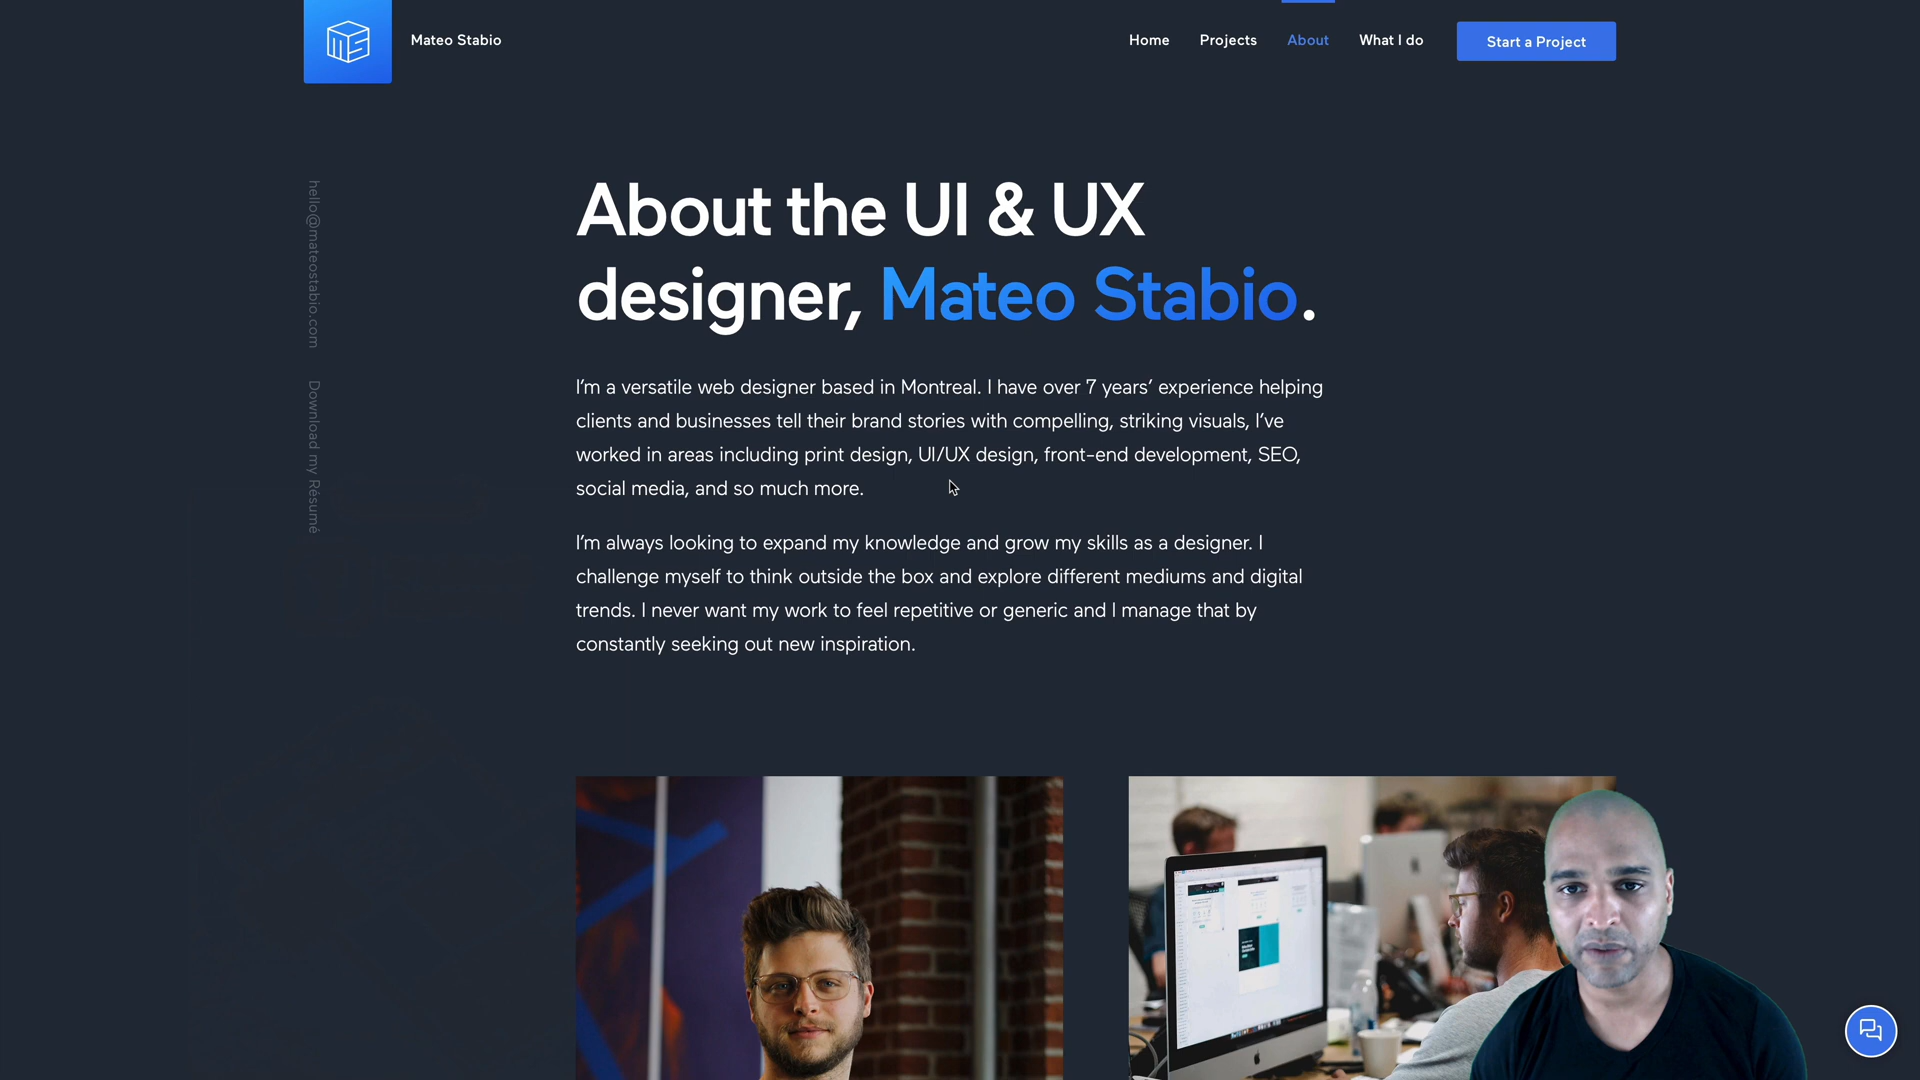 Mateo Stabio
Home
Projects
About
What I do
Start a Project
hello@mateostabio.com
Download my Résumé
About the UI & UX
designer, Mateo Stabio.
I’m a versatile web designer based in Montreal. I have over 7 years’ experience helping
clients and businesses tell their brand stories with compelling, striking visuals, I’ve
worked in areas including print design, UI/UX design, front-end development, SEO,
social media, and so much more.
I’m always looking to expand my knowledge and grow my skills as a designer. I
challenge myself to think outside the box and explore different mediums and digital
trends. I never want my work to feel repetitive or generic and I manage that by
constantly seeking out new inspiration.